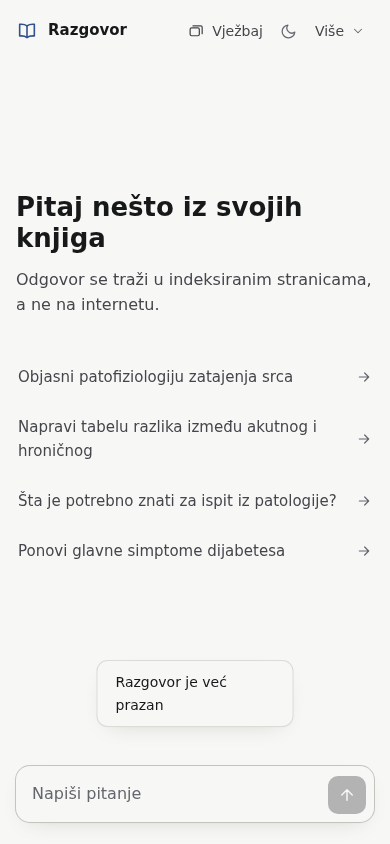 Razgovor
Vježbaj
Više
Pitaj nešto iz svojih
knjiga
Odgovor se traži u indeksiranim stranicama,
a ne na internetu.
Objasni patofiziologiju zatajenja srca
Napravi tabelu razlika između akutnog i
hroničnog
Šta je potrebno znati za ispit iz patologije?
Ponovi glavne simptome dijabetesa
Razgovor je već
prazan
Napiši pitanje